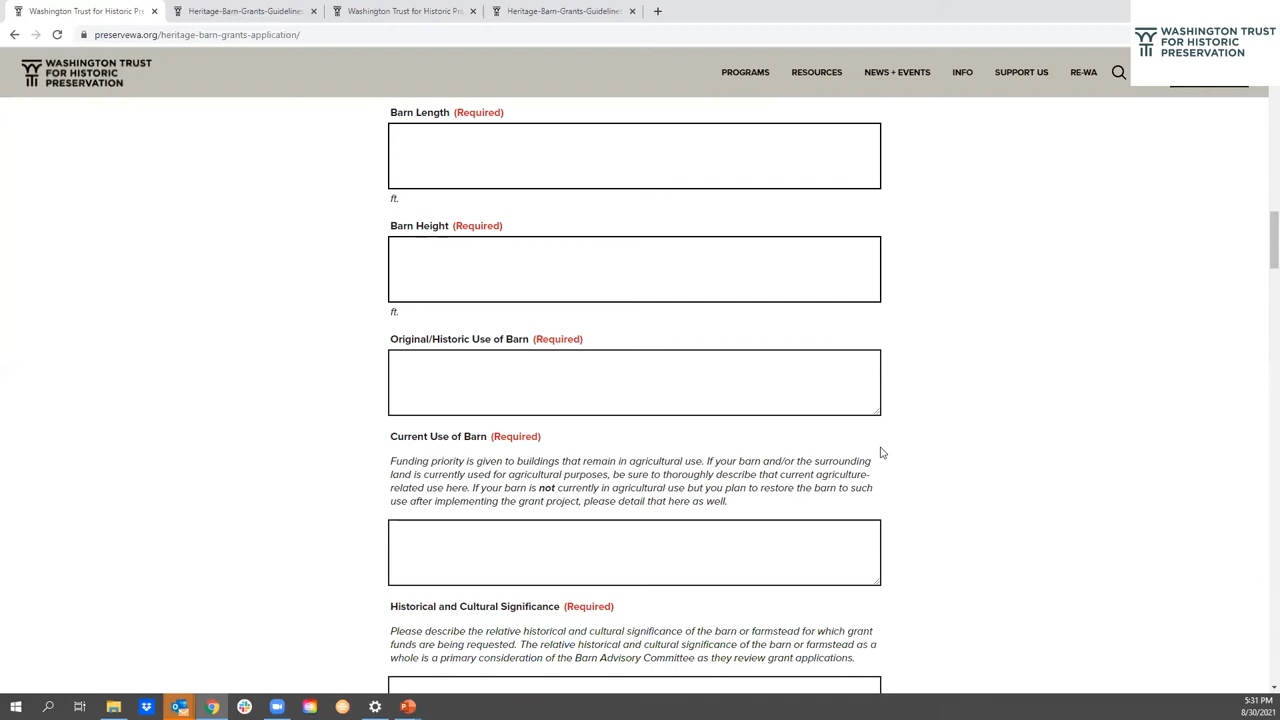 Washington Trust for Historic Pre
Heritage-Barn-Grants-Guidelines
Washington Trust for Historic Pre
Heritage-Barn-Grants-Guidelines
preservewa.org/heritage-barn-grants-application/
WASHINGTON TRUST
FOR HISTORIC
PRESERVATION
WASHINGTON TRUST
FOR HISTORIC
PRESERVATION
PROGRAMS RESOURCES NEWS + EVENTS INFO SUPPORT US RE-WA
Barn Length (Required)
ft.
Barn Height (Required)
ft.
Original/Historic Use of Barn (Required)
Current Use of Barn (Required)
Funding priority is given to buildings that remain in agricultural use. If your barn and/or the surrounding
land is currently used for agricultural purposes, be sure to thoroughly describe that current agriculture-
related use here. If your barn is not currently in agricultural use but you plan to restore the barn to such
use after implementing the grant project, please detail that here as well.
Historical and Cultural Significance (Required)
Please describe the relative historical and cultural significance of the barn or farmstead for which grant
funds are being requested. The relative historical and cultural significance of the barn or farmstead as a
whole is a primary consideration of the Barn Advisory Committee as they review grant applications.
5:31 PM
8/30/2021